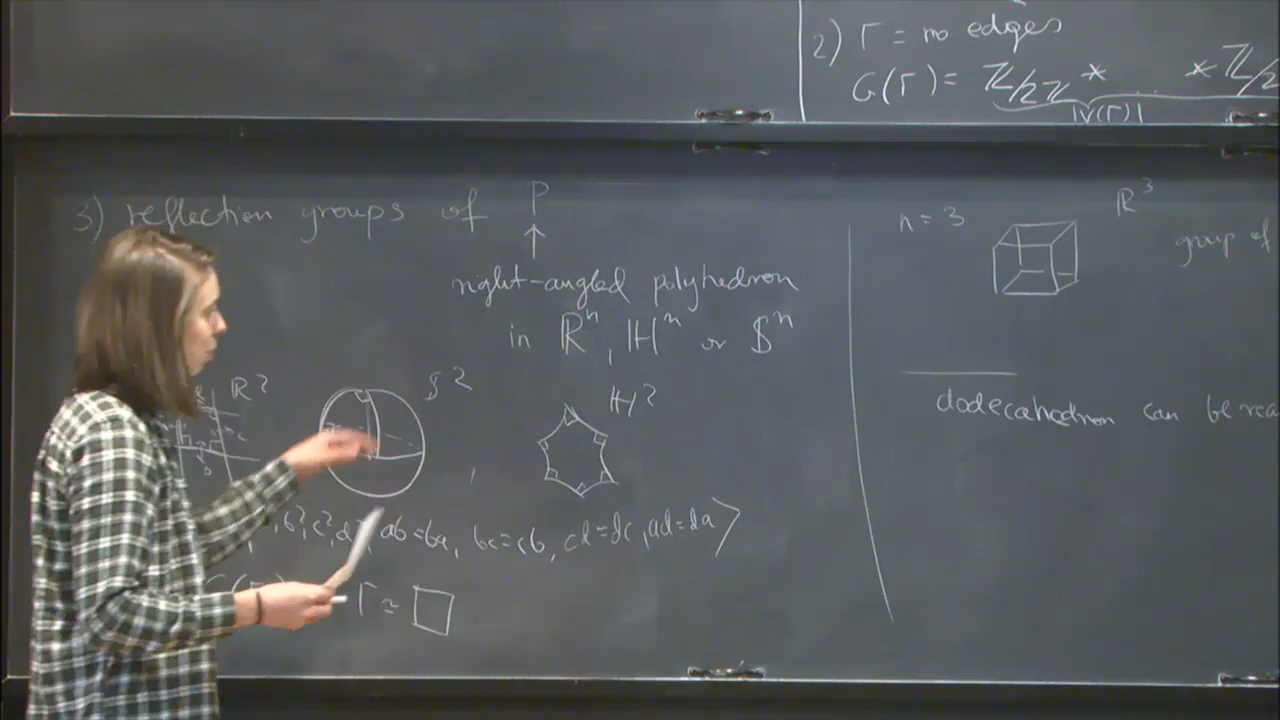 2) Γ = no edges
G(Γ) = ℤ/2ℤ * ... * ℤ/2
|V(Γ)|
3) reflection groups of P
↑
right-angled polyhedron
in ℝⁿ, ℍⁿ or 𝕊ⁿ
ℝ² 𝕊² , ℍ²
b², c², d², ab=ba, bc=cb, cd=dc, ad=da⟩
Γ ≃ □
n = 3 ℝ³
group of
dodecahedron can be rea